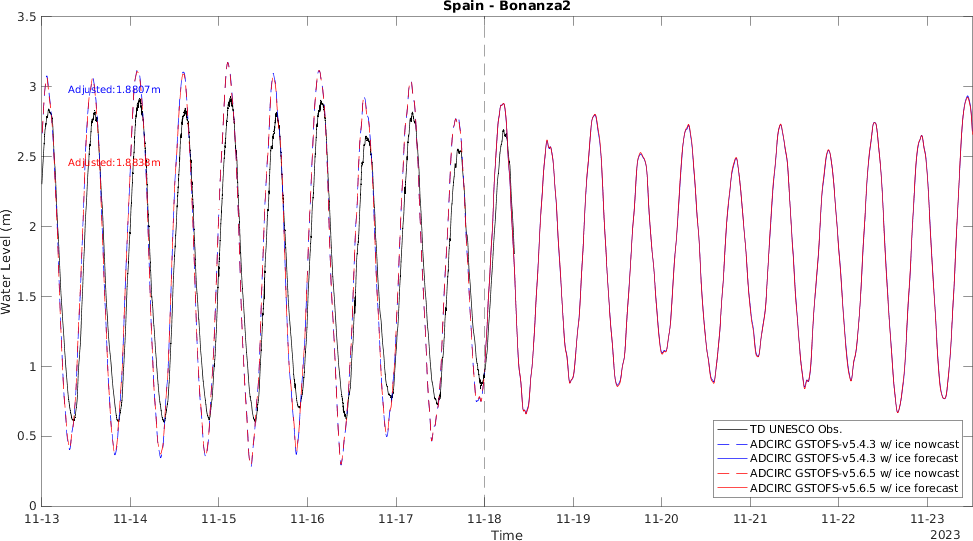 Spain - Bonanza2
Water Level (m)
3.5
3
2.5
2
1.5
1
0.5
0
Adjusted:1.8807m
Adjusted:1.8838m
TD UNESCO Obs.
ADCIRC GSTOFS-v5.4.3 w/ ice nowcast
ADCIRC GSTOFS-v5.4.3 w/ ice forecast
ADCIRC GSTOFS-v5.6.5 w/ ice nowcast
ADCIRC GSTOFS-v5.6.5 w/ ice forecast
11-13 11-14 11-15 11-16 11-17 11-18 11-19 11-20 11-21 11-22 11-23
2023
Time